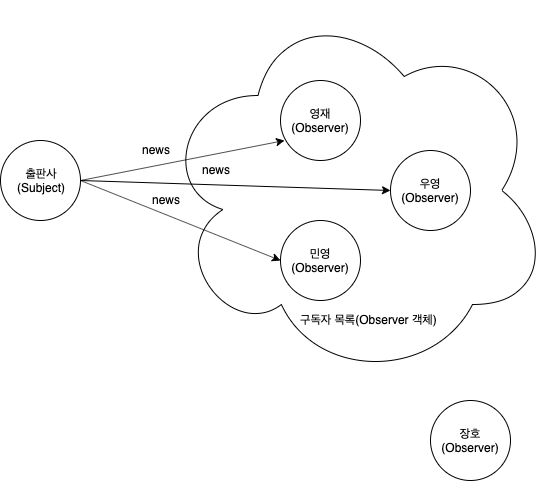 영재
(Observer)
news
출판사
(Subject)
news
우영
(Observer)
news
민영
(Observer)
구독자 목록(Observer 객체)
장호
(Observer)